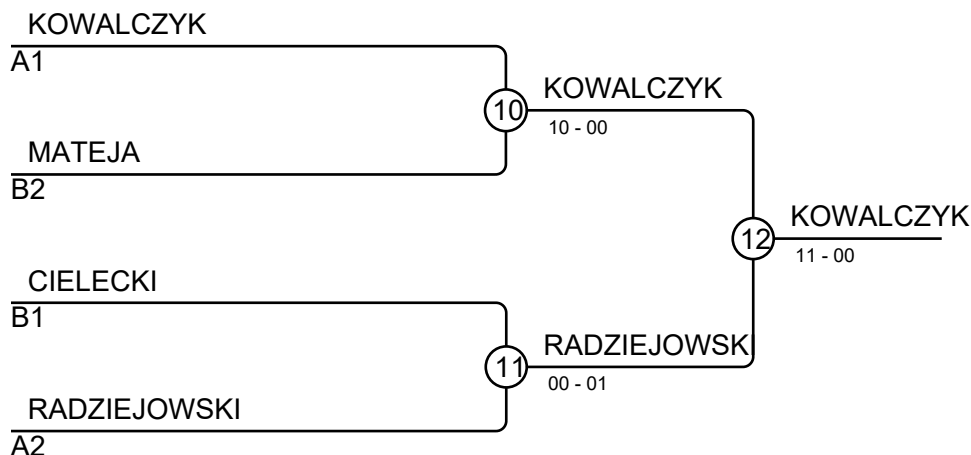 KOWALCZYK
A1
10
KOWALCZYK
10 - 00
MATEJA
B2
12
KOWALCZYK
11 - 00
CIELECKI
B1
11
RADZIEJOWSKI
00 - 01
RADZIEJOWSKI
A2